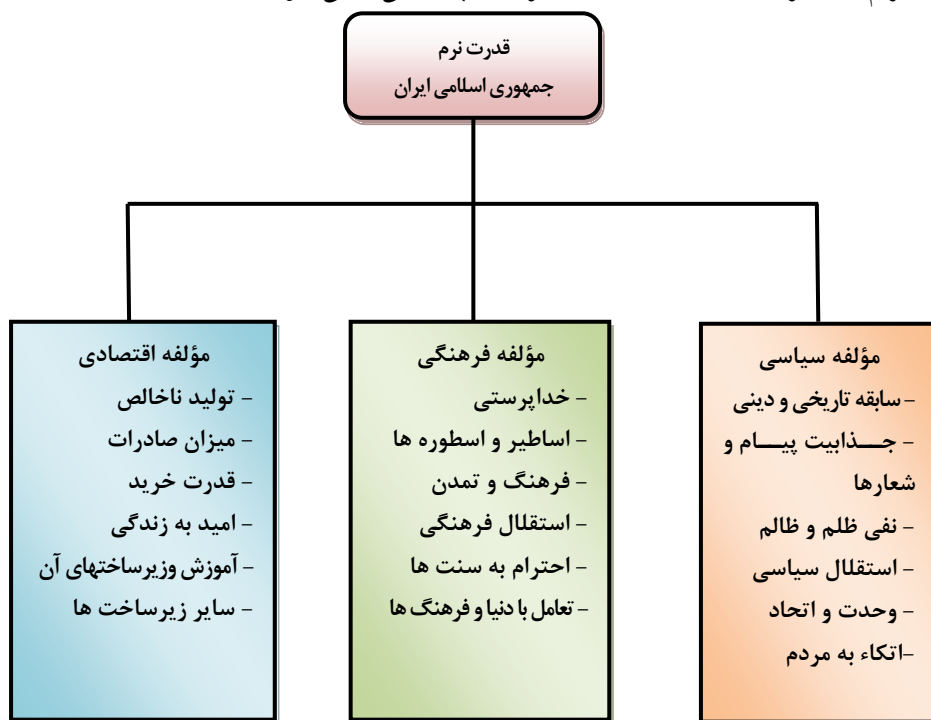 قدرت نرم
جمهوری اسلامی ایران
مؤلفه سیاسی
-سابقه تاریخی و دینی
- جـــذابیت پیـــام و
شعارها
- نفی ظلم و ظالم
- استقلال سیاسی
- وحدت و اتحاد
-اتکاء به مردم
مؤلفه فرهنگی
- خداپرستی
- اساطیر و اسطوره ها
- فرهنگ و تمدن
- استقلال فرهنگی
- احترام به سنت ها
- تعامل با دنیا و فرهنگ ها
مؤلفه اقتصادی
- تولید ناخالص
- میزان صادرات
- قدرت خرید
- امید به زندگی
- آموزش وزیرساختهای آن
- سایر زیرساخت ها